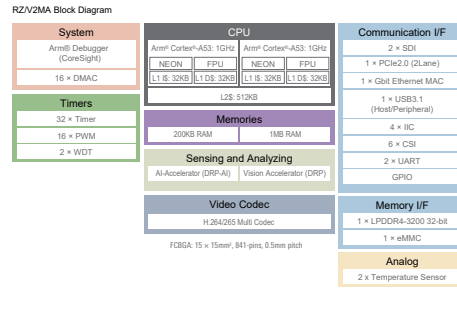 RZ/V2MA Block Diagram
System
Arm® Debugger
(CoreSight)
16 × DMAC
Timers
32 × Timer
16 × PWM
2 × WDT
CPU
Arm® Cortex®-A53: 1GHz
NEON FPU
L1 I$: 32KB L1 D$: 32KB
Arm® Cortex®-A53: 1GHz
NEON FPU
L1 I$: 32KB L1 D$: 32KB
L2$: 512KB
Memories
200KB RAM 1MB RAM
Sensing and Analyzing
AI-Accelerator (DRP-AI) Vision Accelerator (DRP)
Video Codec
H.264/265 Multi Codec
FCBGA: 15 × 15mm², 841-pins, 0.5mm pitch
Communication I/F
2 × SDI
1 × PCIe2.0 (2Lane)
1 × Gbit Ethernet MAC
1 × USB3.1
(Host/Peripheral)
4 × IIC
6 × CSI
2 × UART
GPIO
Memory I/F
1 × LPDDR4-3200 32-bit
1 × eMMC
Analog
2 x Temperature Sensor